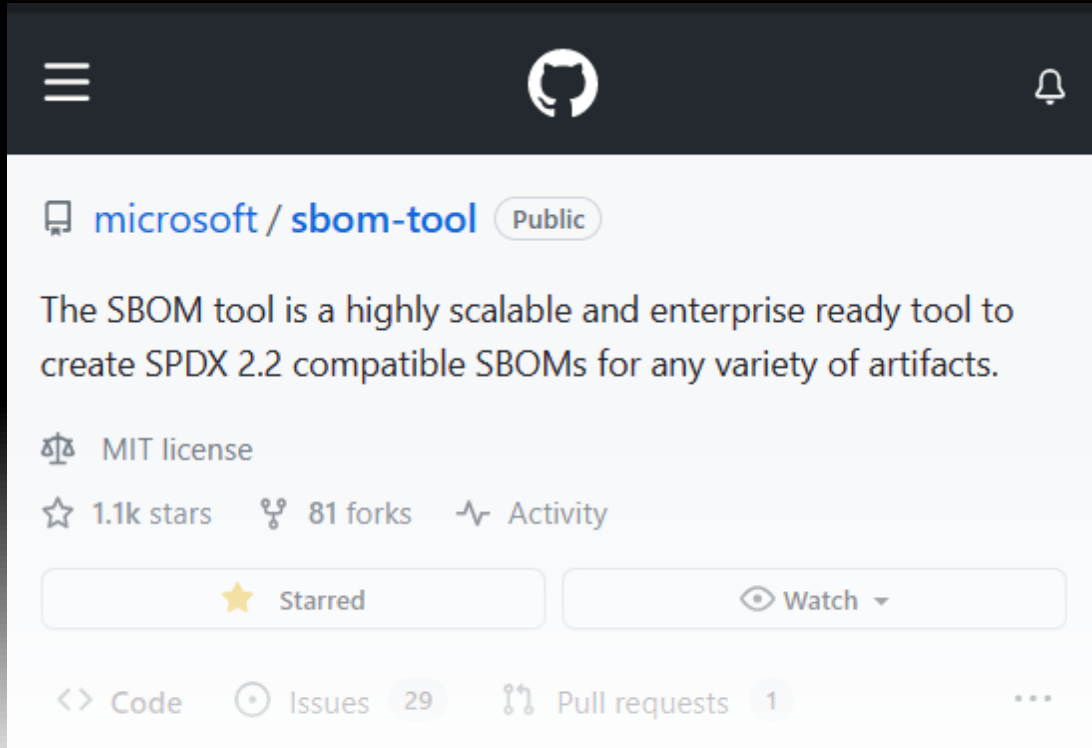 microsoft / sbom-tool Public
The SBOM tool is a highly scalable and enterprise ready tool to
create SPDX 2.2 compatible SBOMs for any variety of artifacts.
MIT license
1.1k stars 81 forks Activity
Starred Watch
Code Issues 29 Pull requests 1